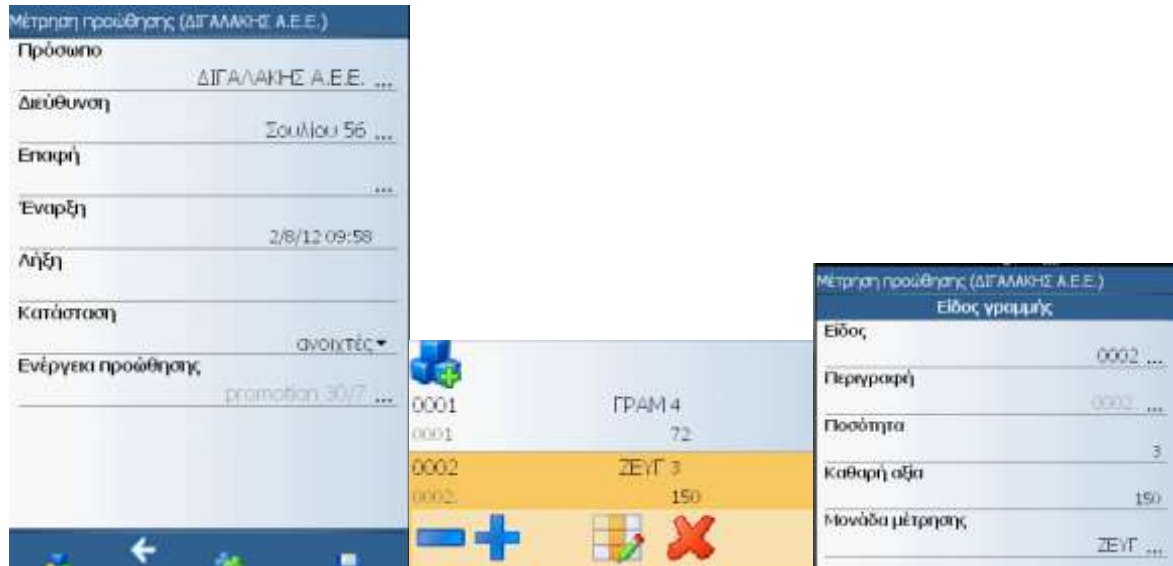 Μέτρηση προώθησης (ΔΙΓΑΛΑΚΗΣ Α.Ε.Ε.)
Πρόσωπο
ΔΙΓΑΛΑΚΗΣ Α.Ε.Ε. ...
Διεύθυνση
Σουλίου 56 ...
Επαφή
...
Έναρξη
2/8/12 09:58
Λήξη
Κατάσταση
ανοιχτές
Ενέργεια προώθησης
promotion 30/7 ...
0001 ΓΡΑΜ 4
0001 72
0002 ΖΕΥΓ 3
0002 150
Μέτρηση προώθησης (ΔΙΓΑΛΑΚΗΣ Α.Ε.Ε.)
Είδος γραμμής
Είδος
0002 ...
Περιγραφή
0002 ...
Ποσότητα
3
Καθαρή αξία
150
Μονάδα μέτρησης
ΖΕΥΓ ...